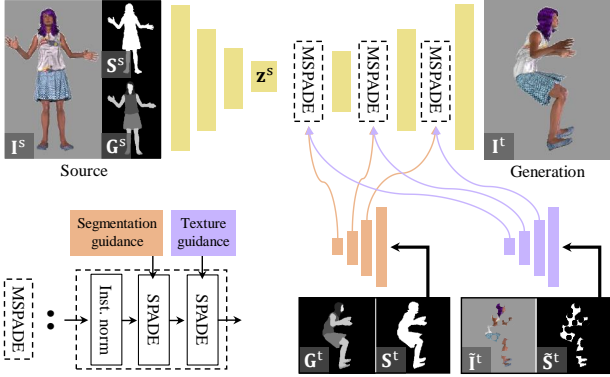 S^s
G^s
I^s
Source
z^s
MSPADE
MSPADE
MSPADE
I^t
Generation
Segmentation
guidance
Texture
guidance
MSPADE
:
Inst. norm
SPADE
SPADE
G^t
S^t
Ĩ^t
S̃^t